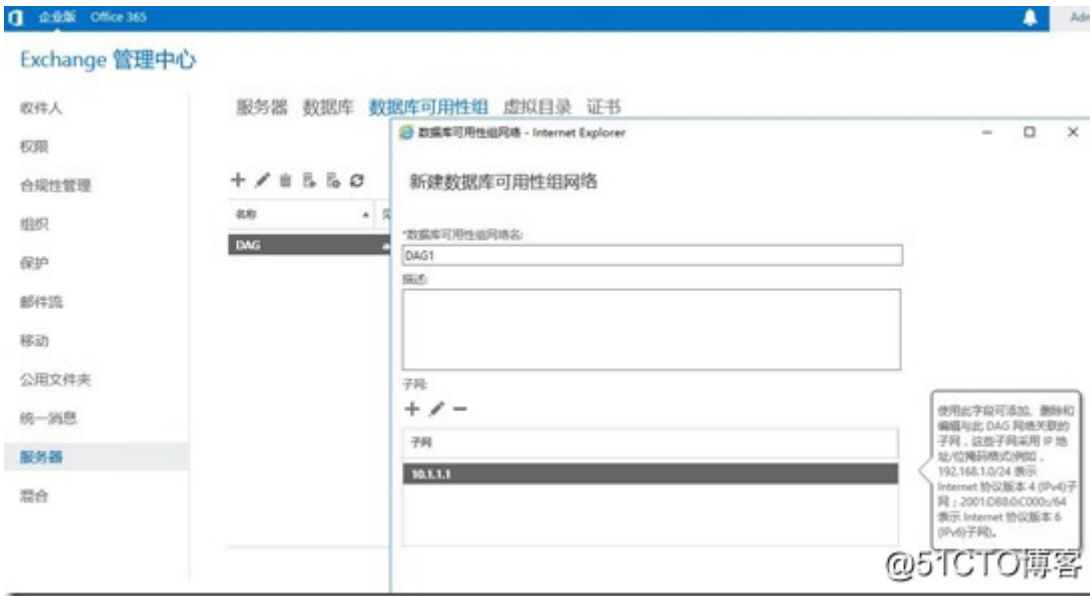 企业版 Office 365
Exchange 管理中心
收件人
权限
合规性管理
组织
保护
邮件流
移动
公用文件夹
统一消息
服务器
混合
服务器 数据库 数据库可用性组 虚拟目录 证书
名称
DAG
数据库可用性组网络 - Internet Explorer
新建数据库可用性组网络
*数据库可用性组网络名:
DAG1
描述:
子网:
子网
10.1.1.1
使用此字段可添加、删除和
编辑与此 DAG 网络关联的
子网，这些子网采用 IP 地
址/位掩码格式(例如，
192.168.1.0/24 表示
Internet 协议版本 4 (IPv4)子
网；2001:DB8:0:C000::/64
表示 Internet 协议版本 6
(IPv6)子网)。
@51CTO博客